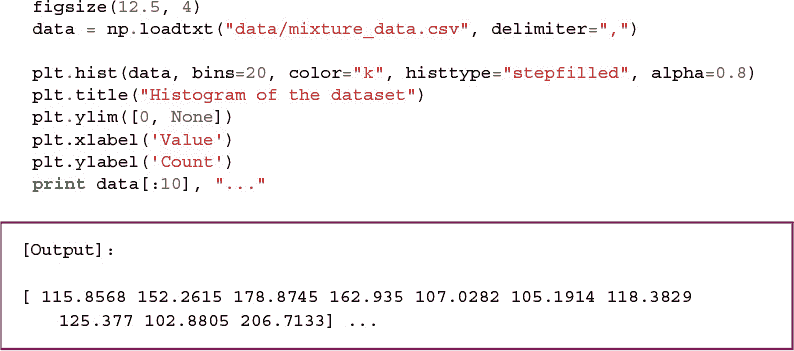 figsize(12.5, 4)
data = np.loadtxt("data/mixture_data.csv", delimiter=",")
plt.hist(data, bins=20, color="k", histtype="stepfilled", alpha=0.8)
plt.title("Histogram of the dataset")
plt.ylim([0, None])
plt.xlabel('Value')
plt.ylabel('Count')
print data[:10], "..."
[Output]:
[ 115.8568 152.2615 178.8745 162.935 107.0282 105.1914 118.3829
125.377 102.8805 206.7133] ...